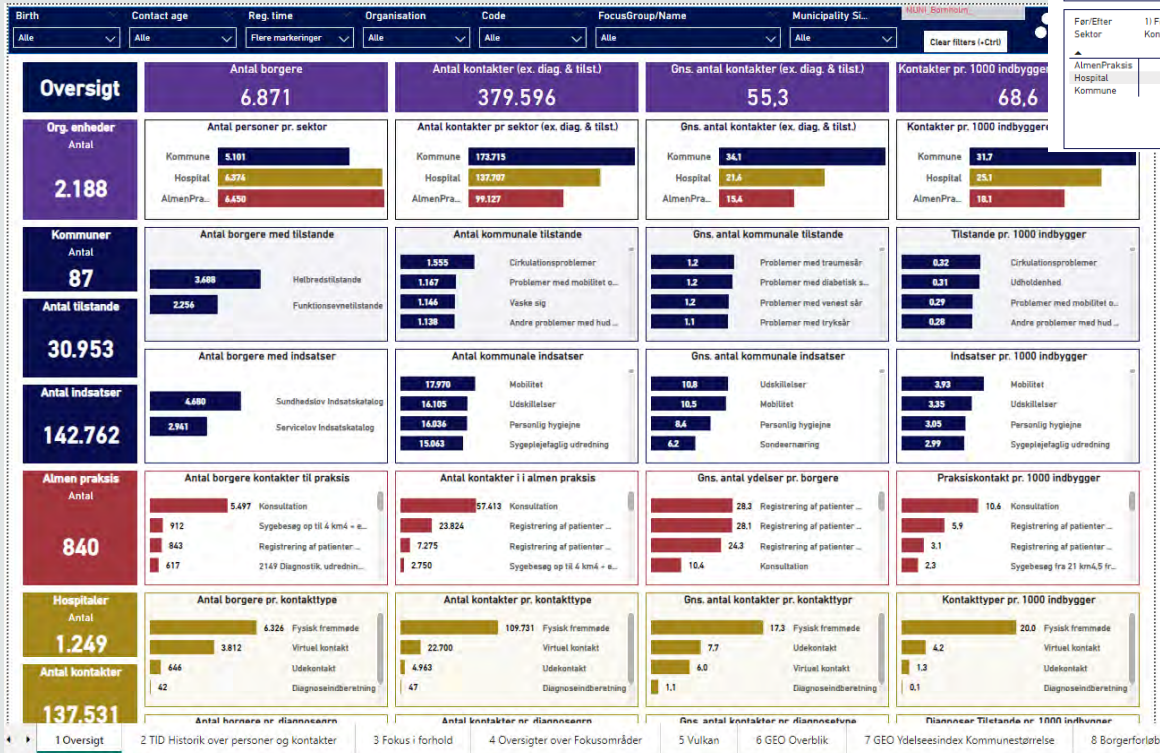 Birth
Contact age
Reg. time
Organisation
Code
FocusGroup/Name
Municipality Si...
NUNI_Bornholm_
Alle
Alle
Flere markeringer
Alle
Alle
Alle
Alle
Clear filters (+Ctrl)
Før/Efter
1) F
Sektor
Kon
AlmenPraksis
Hospital
Kommune
Oversigt
Antal borgere
6.871
Antal kontakter (ex. diag. & tilst.)
379.596
Gns. antal kontakter (ex. diag. & tilst.)
55,3
Kontakter pr. 1000 indbygger
68,6
Org. enheder
Antal
2.188
Antal personer pr. sektor
Kommune 5.101
Hospital 6.374
AlmenPra... 6.450
Antal kontakter pr sektor (ex. diag. & tilst.)
Kommune 173.715
Hospital 137.707
AlmenPra... 99.127
Gns. antal kontakter (ex. diag. & tilst.)
Kommune 34,1
Hospital 21,6
AlmenPra... 15,4
Kontakter pr. 1000 indbyggere
Kommune 31,7
Hospital 25,1
AlmenPra... 18,1
Kommuner
Antal
87
Antal tilstande
30.953
Antal borgere med tilstande
3.688 Helbredstilstande
2.256 Funktionsevnetilstande
Antal kommunale tilstande
1.555 Cirkulationsproblemer
1.167 Problemer med mobilitet o...
1.146 Vaske sig
1.138 Andre problemer med hud ...
Gns. antal kommunale tilstande
1,2 Problemer med traumesår
1,2 Problemer med diabetisk s...
1,2 Problemer med venøst sår
1,1 Problemer med tryksår
Tilstande pr. 1000 indbygger
0,32 Cirkulationsproblemer
0,31 Udholdenhed
0,29 Problemer med mobilitet o...
0,28 Andre problemer med hud ...
Antal indsatser
142.762
Antal borgere med indsatser
4.680 Sundhedslov Indsatskatalog
2.941 Servicelov Indsatskatalog
Antal kommunale indsatser
17.970 Mobilitet
16.105 Udskillelser
16.036 Personlig hygiejne
15.063 Sygeplejefaglig udredning
Gns. antal kommunale indsatser
10,8 Udskillelser
10,5 Mobilitet
8,4 Personlig hygiejne
6,2 Sondeernæring
Indsatser pr. 1000 indbygger
3,93 Mobilitet
3,35 Udskillelser
3,05 Personlig hygiejne
2,99 Sygeplejefaglig udredning
Almen praksis
Antal
840
Antal borgere kontakter til praksis
5.497 Konsultation
912 Sygebesøg op til 4 km4 - e...
843 Registrering af patienter ...
617 2149 Diagnostik, udrednin...
Antal kontakter i i almen praksis
57.413 Konsultation
23.824 Registrering af patienter ...
7.275 Registrering af patienter ...
2.750 Sygebesøg op til 4 km4 - e...
Gns. antal ydelser pr. borgere
28,3 Registrering af patienter ...
28,1 Registrering af patienter ...
24,3 Registrering af patienter ...
10,4 Konsultation
Praksiskontakt pr. 1000 indbygger
10,6 Konsultation
5,9 Registrering af patienter ...
3,1 Registrering af patienter ...
2,3 Sygebesøg fra 21 km4,5 fr...
Hospitaler
Antal
1.249
Antal kontakter
137.531
Antal borgere pr. kontakttype
6.326 Fysisk fremmøde
3.812 Virtuel kontakt
646 Udekontakt
42 Diagnoseindberetning
Antal kontakter pr. kontakttype
109.731 Fysisk fremmøde
22.700 Virtuel kontakt
4.963 Udekontakt
47 Diagnoseindberetning
Gns. antal kontakter pr. kontakttypr
17,3 Fysisk fremmøde
7,7 Udekontakt
6,0 Virtuel kontakt
1,1 Diagnoseindberetning
Kontakttyper pr. 1000 indbygger
20,0 Fysisk fremmøde
4,2 Virtuel kontakt
1,3 Udekontakt
0,1 Diagnoseindberetning
Antal borgere pr. diagnosegrp
Antal kontakter pr. diagnosegrp
Gns. antal kontakter pr. diagnosetype
Diagnoser Tilstande pr. 1000 indbygger
1 Oversigt
2 TID Historik over personer og kontakter
3 Fokus i forhold
4 Oversigter over Fokusområder
5 Vulkan
6 GEO Overblik
7 GEO Ydelseesindex Kommunestørrelse
8 Borgerforløb